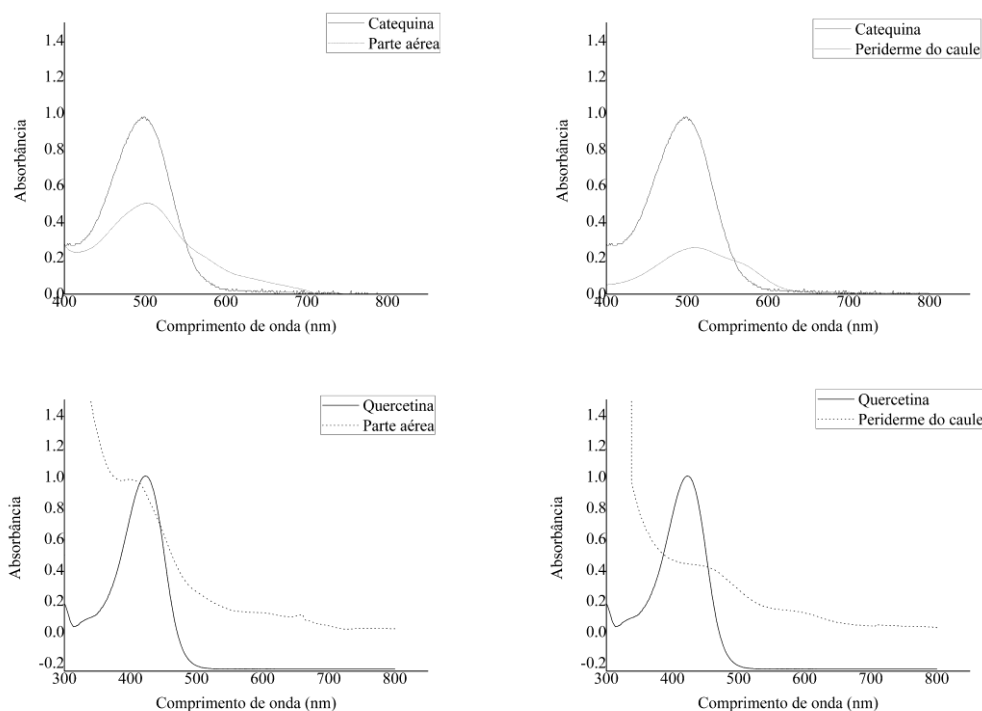 Catequina
Parte aérea
1.4
1.2
1.0
0.8
0.6
0.4
0.2
0.0
Absorbância
400 500 600 700 800
Comprimento de onda (nm)
Catequina
Periderme do caule
1.4
1.2
1.0
0.8
0.6
0.4
0.2
0.0
Absorbância
400 500 600 700 800
Comprimento de onda (nm)
Quercetina
Parte aérea
1.4
1.2
1.0
0.8
0.6
0.4
0.2
0.0
-0.2
Absorbância
300 400 500 600 700 800
Comprimento de onda (nm)
Quercetina
Periderme do caule
1.4
1.2
1.0
0.8
0.6
0.4
0.2
0.0
-0.2
Absorbância
300 400 500 600 700 800
Comprimento de onda (nm)